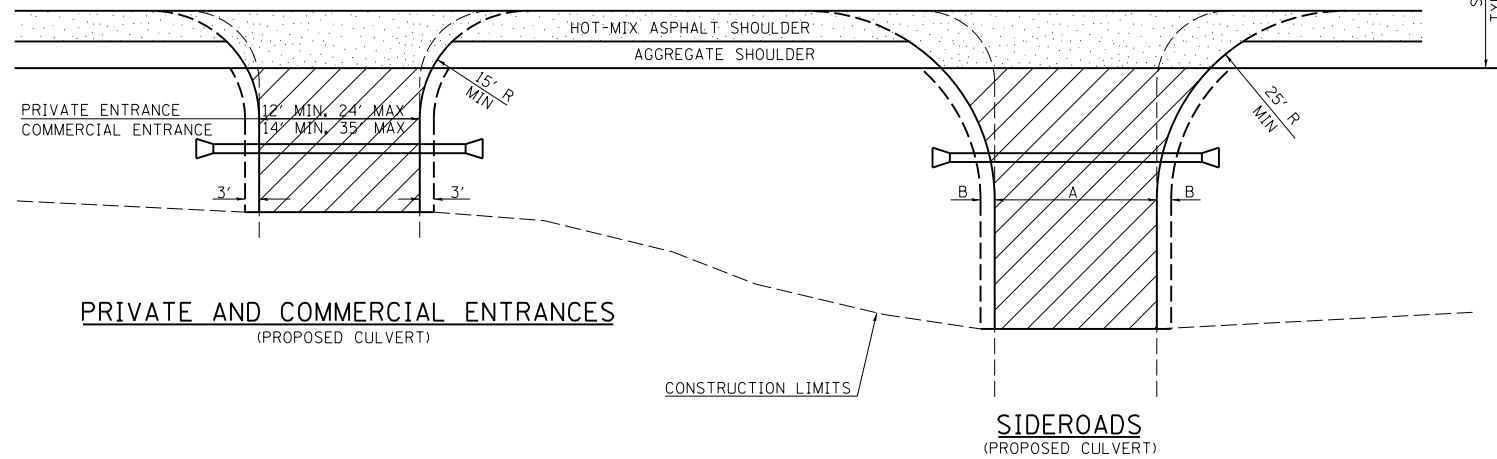 HOT-MIX ASPHALT SHOULDER
AGGREGATE SHOULDER
15' R
MIN
25' R
MIN
PRIVATE ENTRANCE
12' MIN, 24' MAX
COMMERCIAL ENTRANCE
14' MIN, 35' MAX
3'
3'
B
A
B
PRIVATE AND COMMERCIAL ENTRANCES
(PROPOSED CULVERT)
CONSTRUCTION LIMITS
SIDEROADS
(PROPOSED CULVERT)